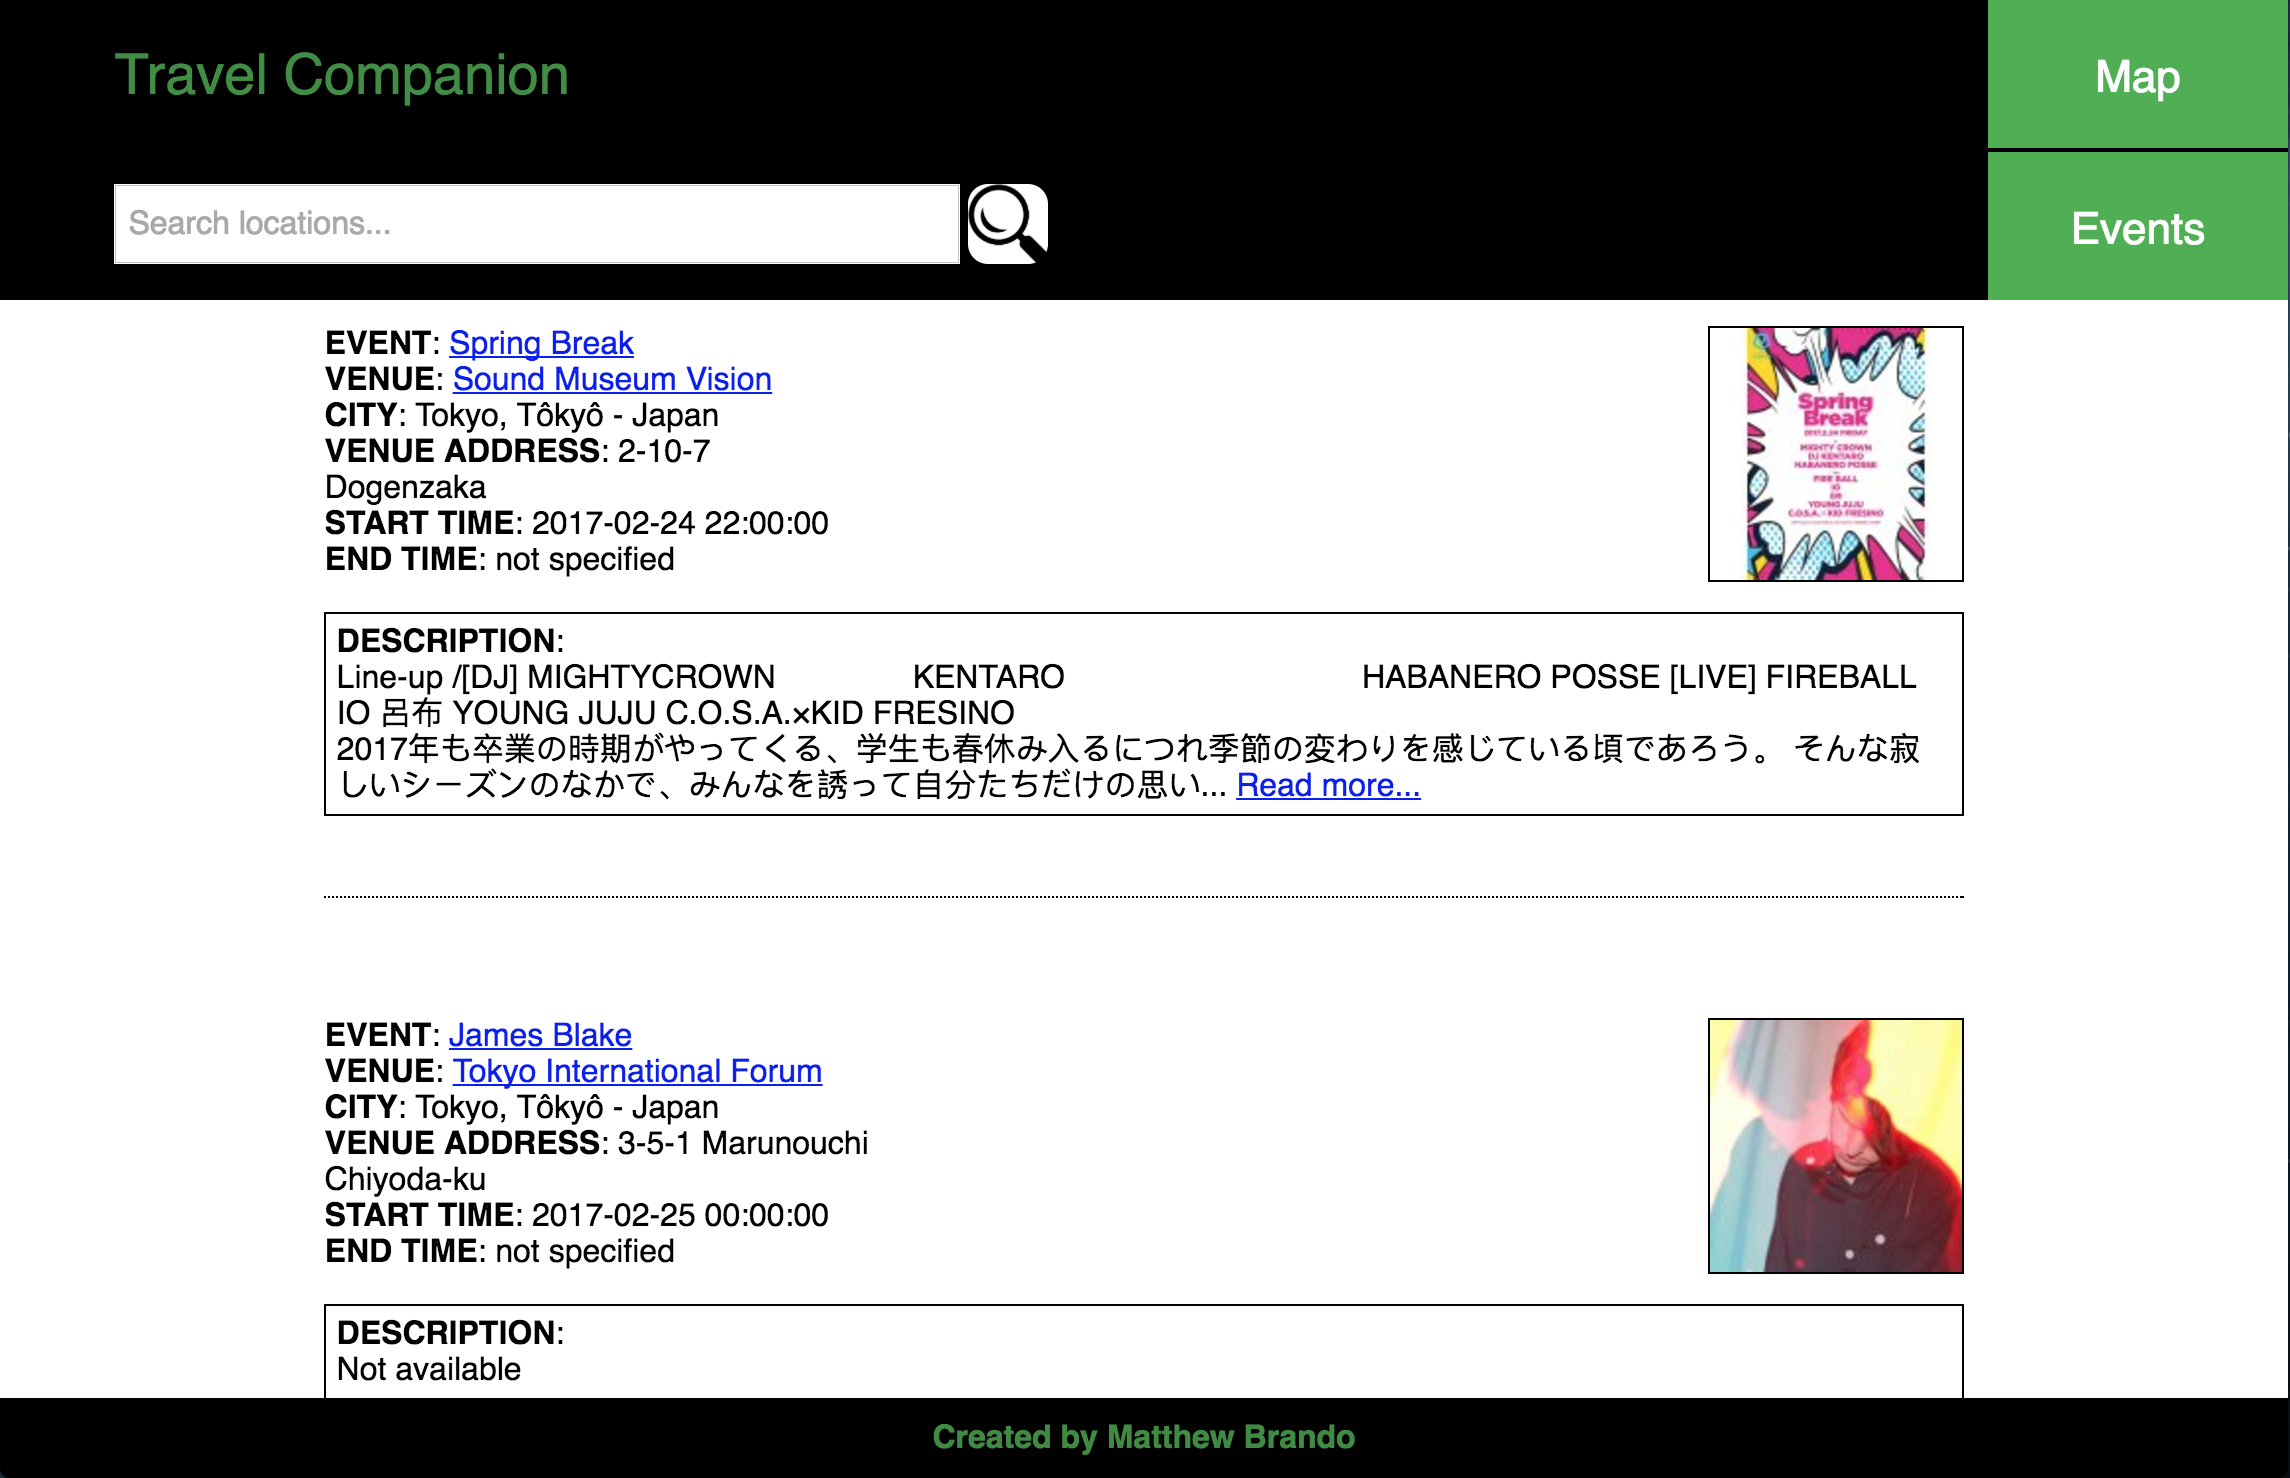 Travel Companion
Map
Search locations...
Events
EVENT: Spring Break
VENUE: Sound Museum Vision
CITY: Tokyo, Tôkyô - Japan
VENUE ADDRESS: 2-10-7
Dogenzaka
START TIME: 2017-02-24 22:00:00
END TIME: not specified
Spring
Break
2017.2.24 FRIDAY
MIGHTY CROWN
DJ KENTARO
HABANERO POSSE
FIRE BALL
IO
YOUNG JUJU
C.O.S.A. × KID FRESINO
DESCRIPTION:
Line-up /[DJ] MIGHTYCROWN KENTARO HABANERO POSSE [LIVE] FIREBALL
IO 呂布 YOUNG JUJU C.O.S.A.×KID FRESINO
2017年も卒業の時期がやってくる、学生も春休み入るにつれ季節の変わりを感じている頃であろう。 そんな寂
しいシーズンのなかで、みんなを誘って自分たちだけの思い... Read more...
EVENT: James Blake
VENUE: Tokyo International Forum
CITY: Tokyo, Tôkyô - Japan
VENUE ADDRESS: 3-5-1 Marunouchi
Chiyoda-ku
START TIME: 2017-02-25 00:00:00
END TIME: not specified
DESCRIPTION:
Not available
Created by Matthew Brando